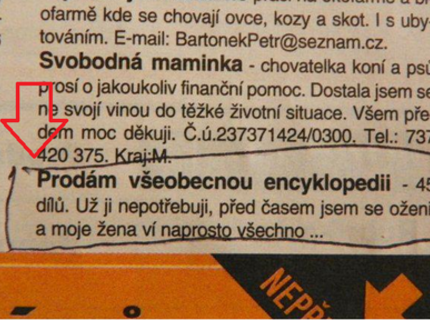 ofarmě kde se chovají ovce, kozy a skot. I s uby-
továním. E-mail: BartonekPetr@seznam.cz.
Svobodná maminka - chovatelka koní a psů
prosí o jakoukoliv finanční pomoc. Dostala jsem se
ne svojí vinou do těžké životní situace. Všem pře-
dem moc děkuji. Č.ú.237371424/0300. Tel.: 737
420 375. Kraj:M.
Prodám všeobecnou encyklopedii - 45
dílů. Už ji nepotřebuji, před časem jsem se oženi
a moje žena ví naprosto všechno ...
NEPŘ